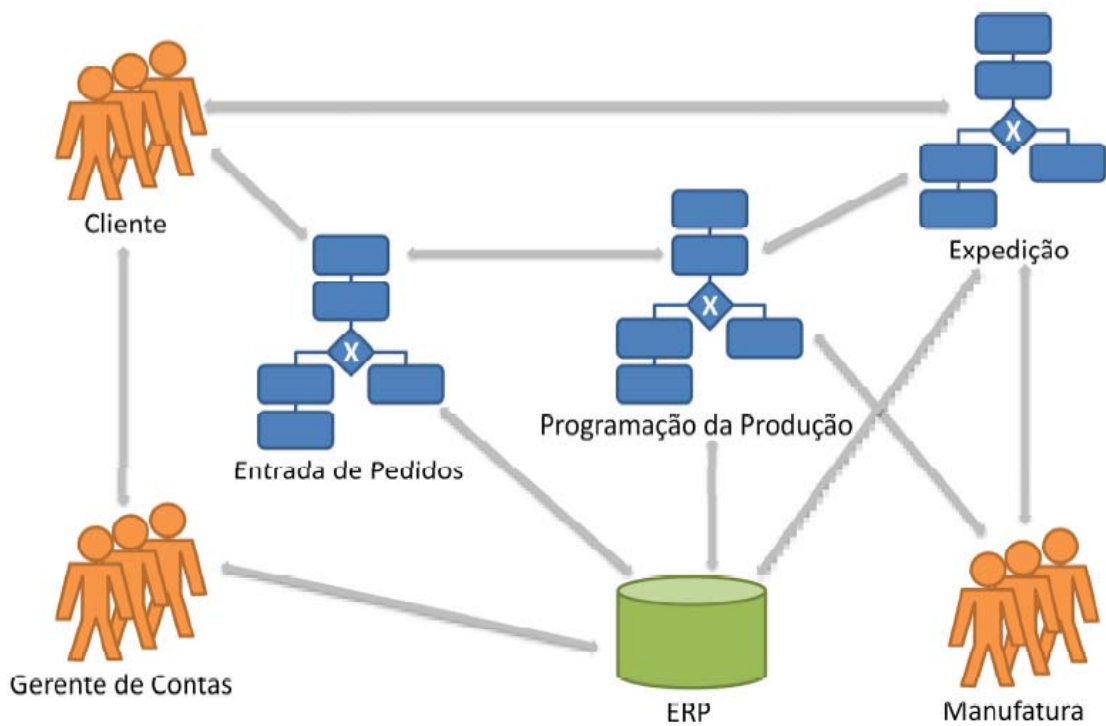 X
Cliente
X
Expedição
X
Programação da Produção
Entrada de Pedidos
Gerente de Contas
ERP
Manufatura